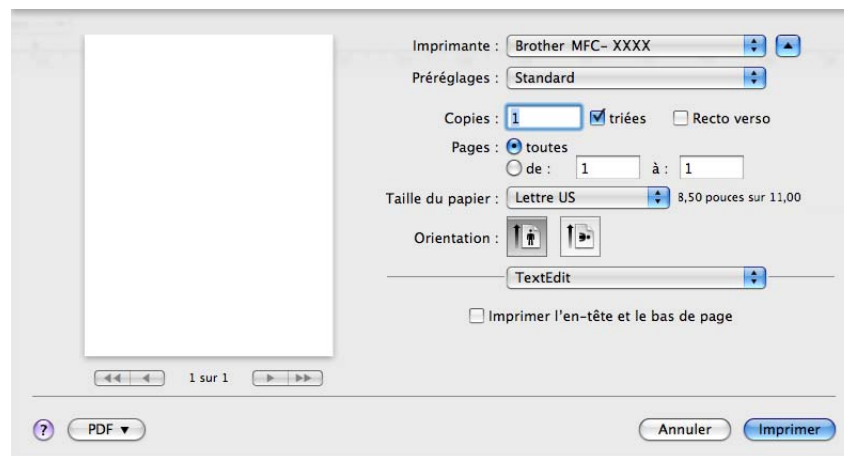 Imprimante : Brother MFC- XXXX
Préréglages : Standard
Copies : 1 triées Recto verso
Pages : toutes
de : 1 à : 1
Taille du papier : Lettre US 8,50 pouces sur 11,00
Orientation :
TextEdit
Imprimer l'en-tête et le bas de page
1 sur 1
? PDF Annuler Imprimer